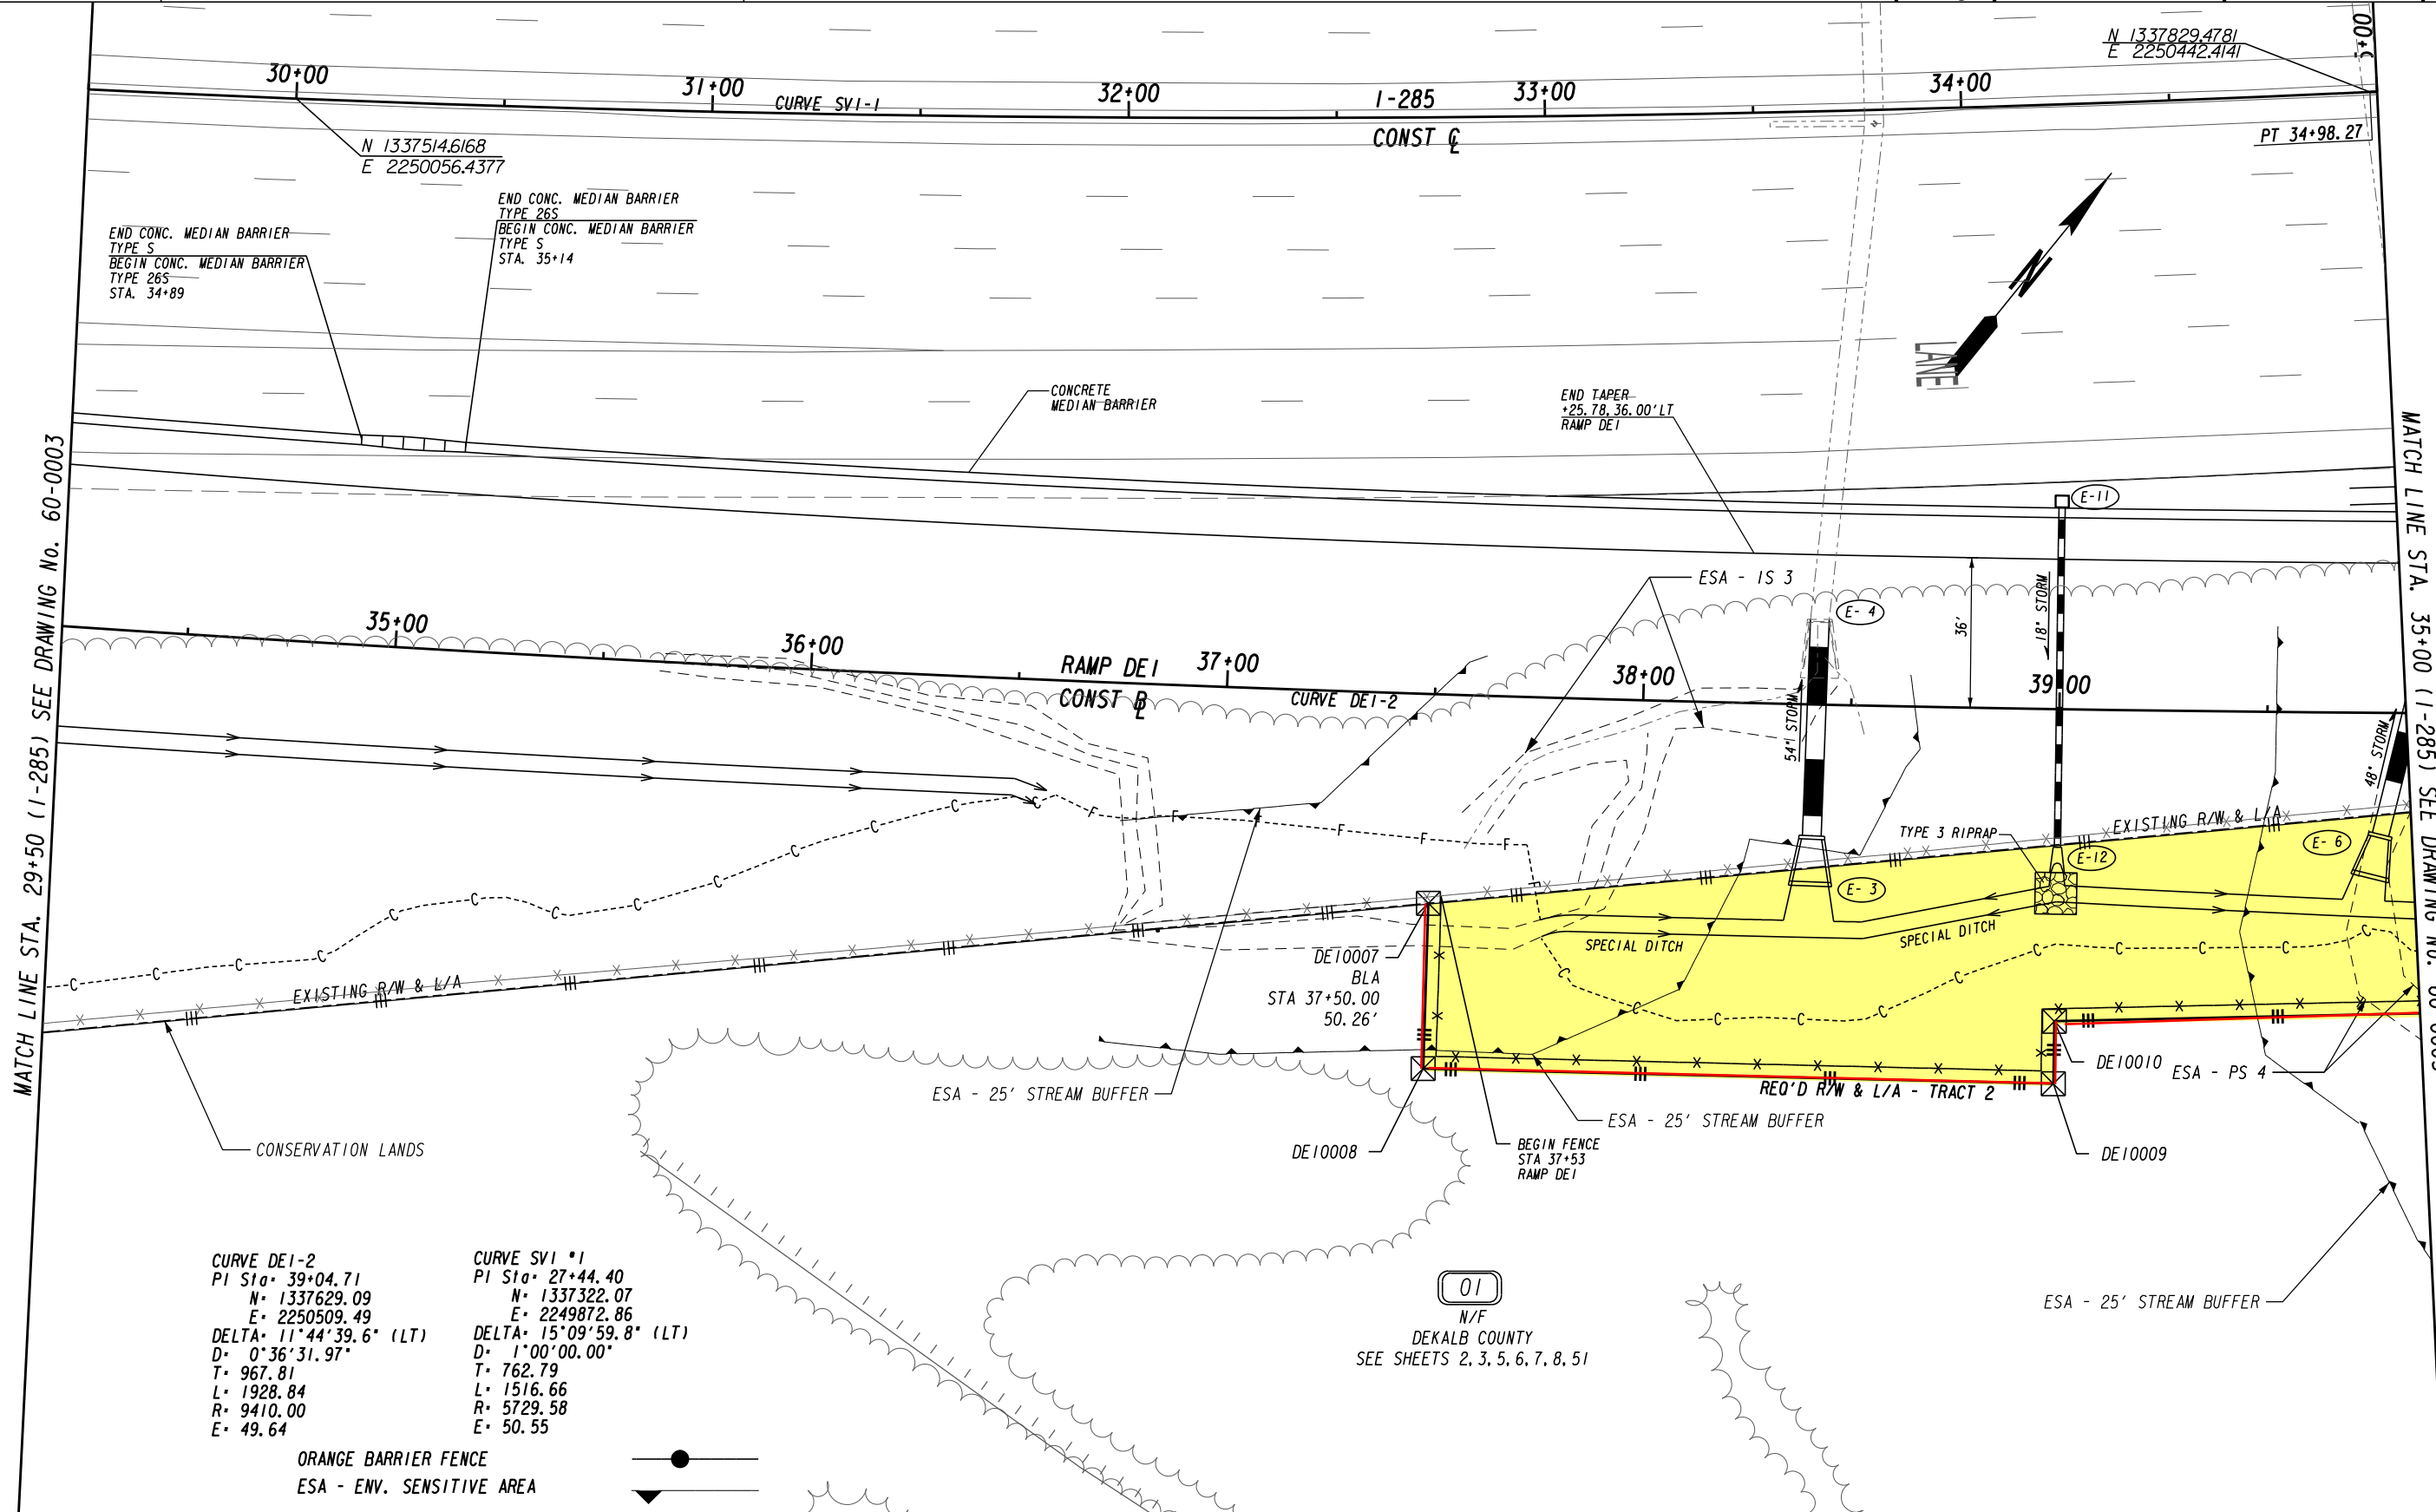 30+00
31+00
32+00
33+00
34+00
CURVE SV1-1
I-285
CONST ℄
N 1337829.4781
E 2250442.4141
PT 34+98.27
N 1337514.6168
E 2250056.4377
END CONC. MEDIAN BARRIER
TYPE S
BEGIN CONC. MEDIAN BARRIER
TYPE 26S
STA. 34+89
END CONC. MEDIAN BARRIER
TYPE 26S
BEGIN CONC. MEDIAN BARRIER
TYPE S
STA. 35+14
N
CONCRETE
MEDIAN BARRIER
END TAPER
+25.78, 36.00' LT
RAMP DE1
MATCH LINE STA. 29+50 (I-285) SEE DRAWING No. 60-0003
MATCH LINE STA. 35+00 (I-285) SEE DRAWING No.
E-11
ESA - IS 3
E- 4
36'
18" STORM
35+00
36+00
RAMP DE1
CONST B
L
37+00
CURVE DE1-2
38+00
39+00
54" STORM
48" STORM
TYPE 3 RIPRAP
EXISTING R/W & L/A
E-12
E- 6
E- 3
SPECIAL DITCH
SPECIAL DITCH
EXISTING R/W & L/A
DE10007
BLA
STA 37+50.00
50.26'
DE10010
ESA - PS 4
REQ'D R/W & L/A - TRACT 2
ESA - 25' STREAM BUFFER
ESA - 25' STREAM BUFFER
CONSERVATION LANDS
DE10008
BEGIN FENCE
STA 37+53
RAMP DE1
DE10009
ESA - 25' STREAM BUFFER
01
N/F
DEKALB COUNTY
SEE SHEETS 2,3,5,6,7,8,51
CURVE DE1-2
PI Sta= 39+04.71
N= 1337629.09
E= 2250509.49
DELTA= 11°44'39.6" (LT)
D= 0°36'31.97"
T= 967.81
L= 1928.84
R= 9410.00
E= 49.64
CURVE SV1 #1
PI Sta= 27+44.40
N= 1337322.07
E= 2249872.86
DELTA= 15°09'59.8" (LT)
D= 1°00'00.00"
T= 762.79
L= 1516.66
R= 5729.58
E= 50.55
ORANGE BARRIER FENCE
ESA - ENV. SENSITIVE AREA